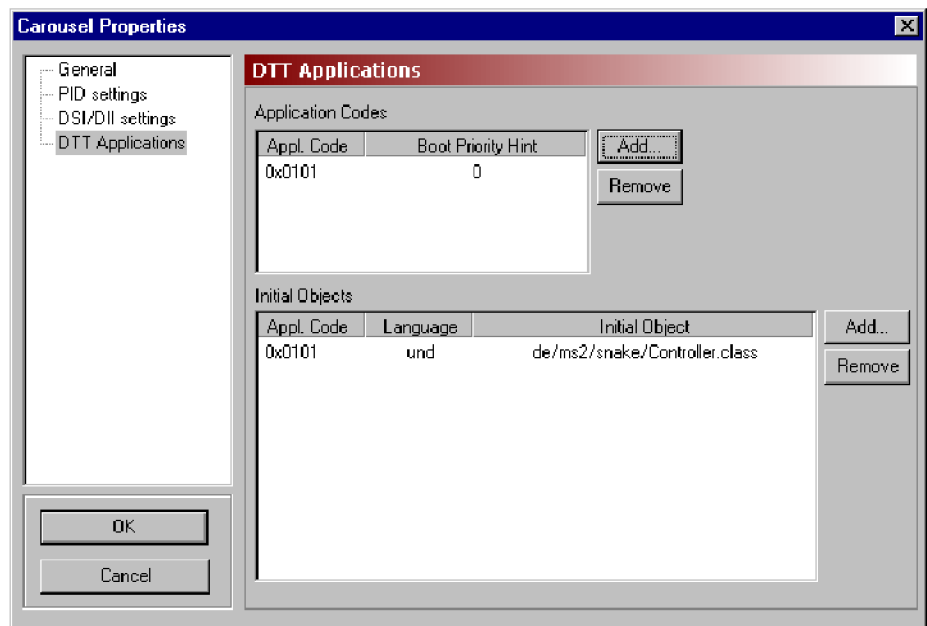 Carousel Properties
General
PID settings
DSI/DII settings
DTT Applications
OK
Cancel
DTT Applications
Application Codes
Appl. Code Boot Priority Hint
0x0101 0
Add...
Remove
Initial Objects
Appl. Code Language Initial Object
0x0101 und de/ms2/snake/Controller.class
Add...
Remove